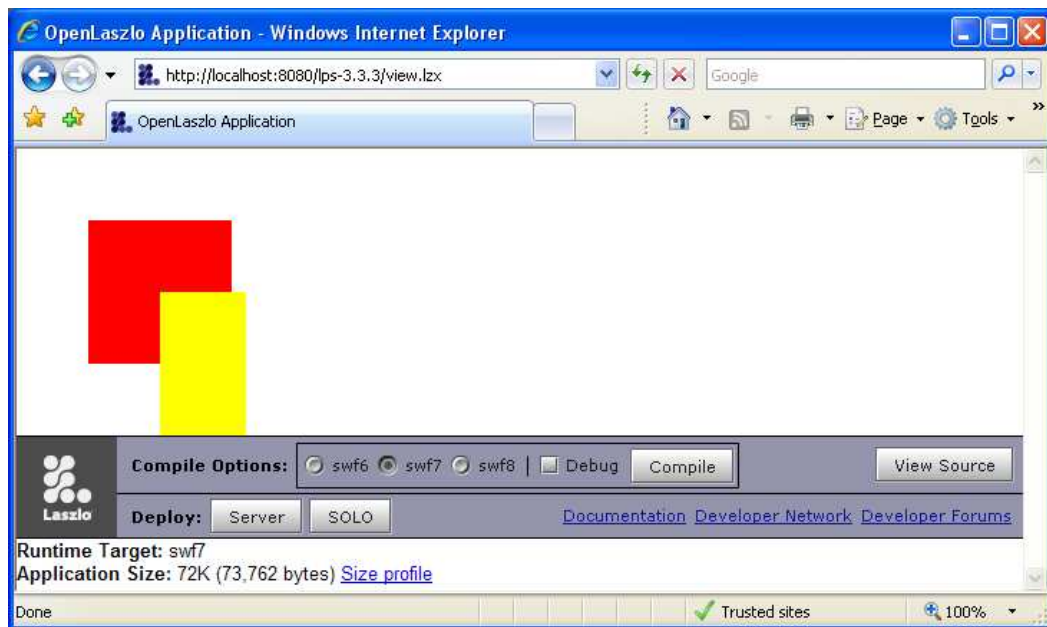 OpenLaszlo Application - Windows Internet Explorer
http://localhost:8080/lps-3.3.3/view.lzx Google
OpenLaszlo Application Page Tools »
Compile Options: swf6 swf7 swf8 | Debug Compile View Source
Laszlo
Deploy: Server SOLO Documentation Developer Network Developer Forums
Runtime Target: swf7
Application Size: 72K (73,762 bytes) Size profile
Done Trusted sites 100%